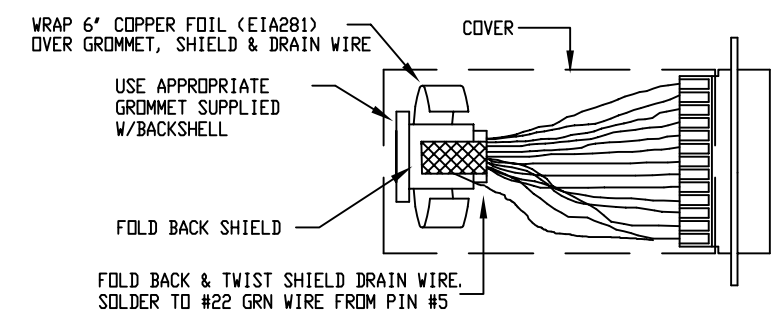 WRAP 6" COPPER FOIL (EIA281)
OVER GROMMET, SHIELD & DRAIN WIRE
COVER
USE APPROPRIATE
GROMMET SUPPLIED
W/BACKSHELL
FOLD BACK SHIELD
FOLD BACK & TWIST SHIELD DRAIN WIRE.
SOLDER TO #22 GRN WIRE FROM PIN #5